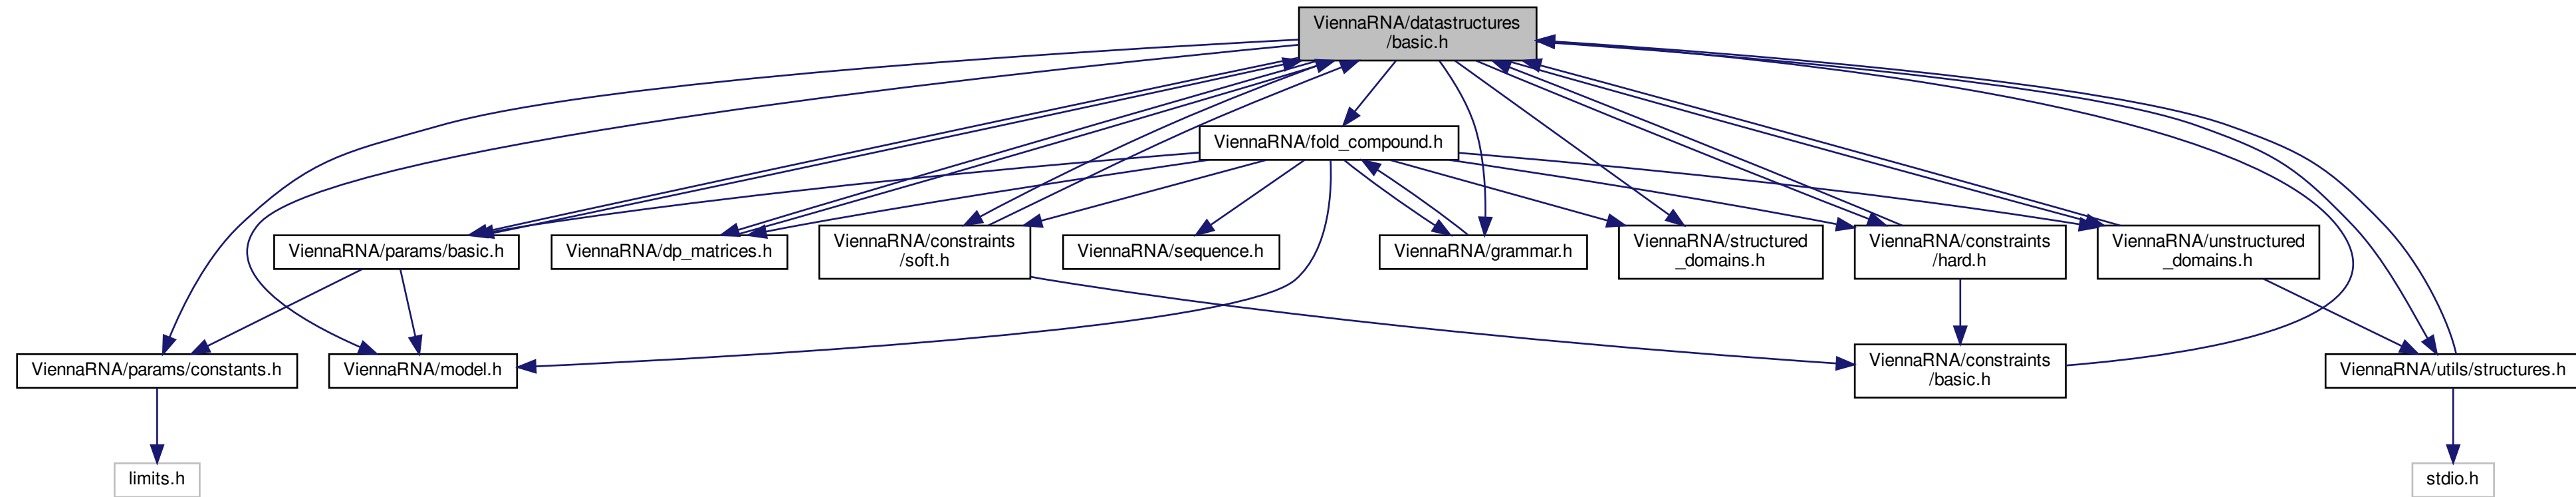 ViennaRNA/datastructures
/basic.h
ViennaRNA/fold_compound.h
ViennaRNA/params/basic.h
ViennaRNA/dp_matrices.h
ViennaRNA/constraints
/soft.h
ViennaRNA/sequence.h
ViennaRNA/grammar.h
ViennaRNA/structured
_domains.h
ViennaRNA/constraints
/hard.h
ViennaRNA/unstructured
_domains.h
ViennaRNA/params/constants.h
ViennaRNA/model.h
ViennaRNA/constraints
/basic.h
ViennaRNA/utils/structures.h
limits.h
stdio.h